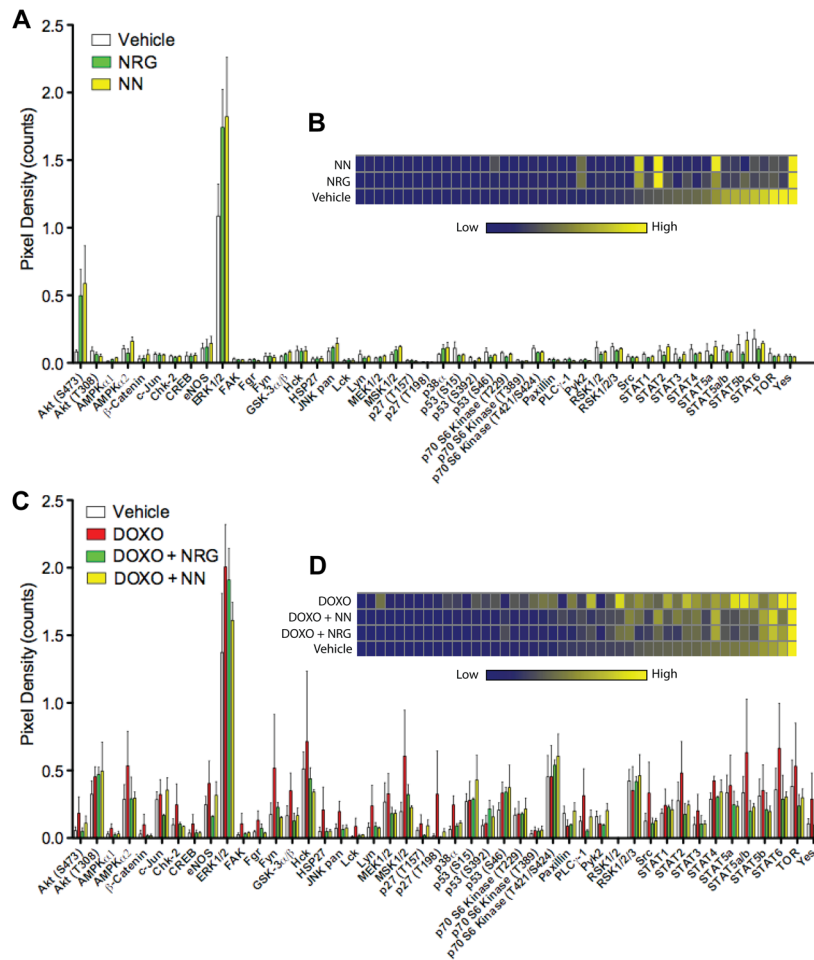 A
Vehicle
NRG
NN
Pixel Density (counts)
2.5
2.0
1.5
1.0
0.5
0.0
B
NN
NRG
Vehicle
Low
High
Akt (S473)
Akt (T308)
AMPKα1
AMPKα2
β-Catenin
c-Jun
Chk-2
CREB
eNOS
ERK1/2
FAK
Fgr
Fyn
GSK-3α/β
Hck
HSP27
JNK pan
Lck
Lyn
MEK1/2
MSK1/2
p27 (T157)
p27 (T198)
p38α
p53 (S15)
p53 (S392)
p53 (S46)
p70 S6 Kinase (T229)
p70 S6 Kinase (T389)
p70 S6 Kinase (T421/S424)
Paxilin
PLCγ-1
Pyk2
RSK1/2
RSK1/2/3
Src
STAT1
STAT2
STAT3
STAT4
STAT5a
STAT5a/b
STAT5b
STAT6
TOR
Yes
C
Vehicle
DOXO
DOXO + NRG
DOXO + NN
Pixel Density (counts)
2.5
2.0
1.5
1.0
0.5
0.0
D
DOXO
DOXO + NN
DOXO + NRG
Vehicle
Low
High
Akt (S473)
Akt (T308)
AMPKα1
AMPKα2
β-Catenin
c-Jun
Chk-2
CREB
eNOS
ERK1/2
FAK
Fgr
Fyn
GSK-3α/β
Hck
HSP27
JNK pan
Lck
Lyn
MEK1/2
MSK1/2
p27 (T157)
p27 (T198)
p38α
p53 (S15)
p53 (S392)
p53 (S46)
p70 S6 Kinase (T229)
p70 S6 Kinase (T389)
p70 S6 Kinase (T421/S424)
Paxilin
PLCγ-1
Pyk2
RSK1/2
RSK1/2/3
Src
STAT1
STAT2
STAT3
STAT4
STAT5a
STAT5a/b
STAT5b
STAT6
TOR
Yes